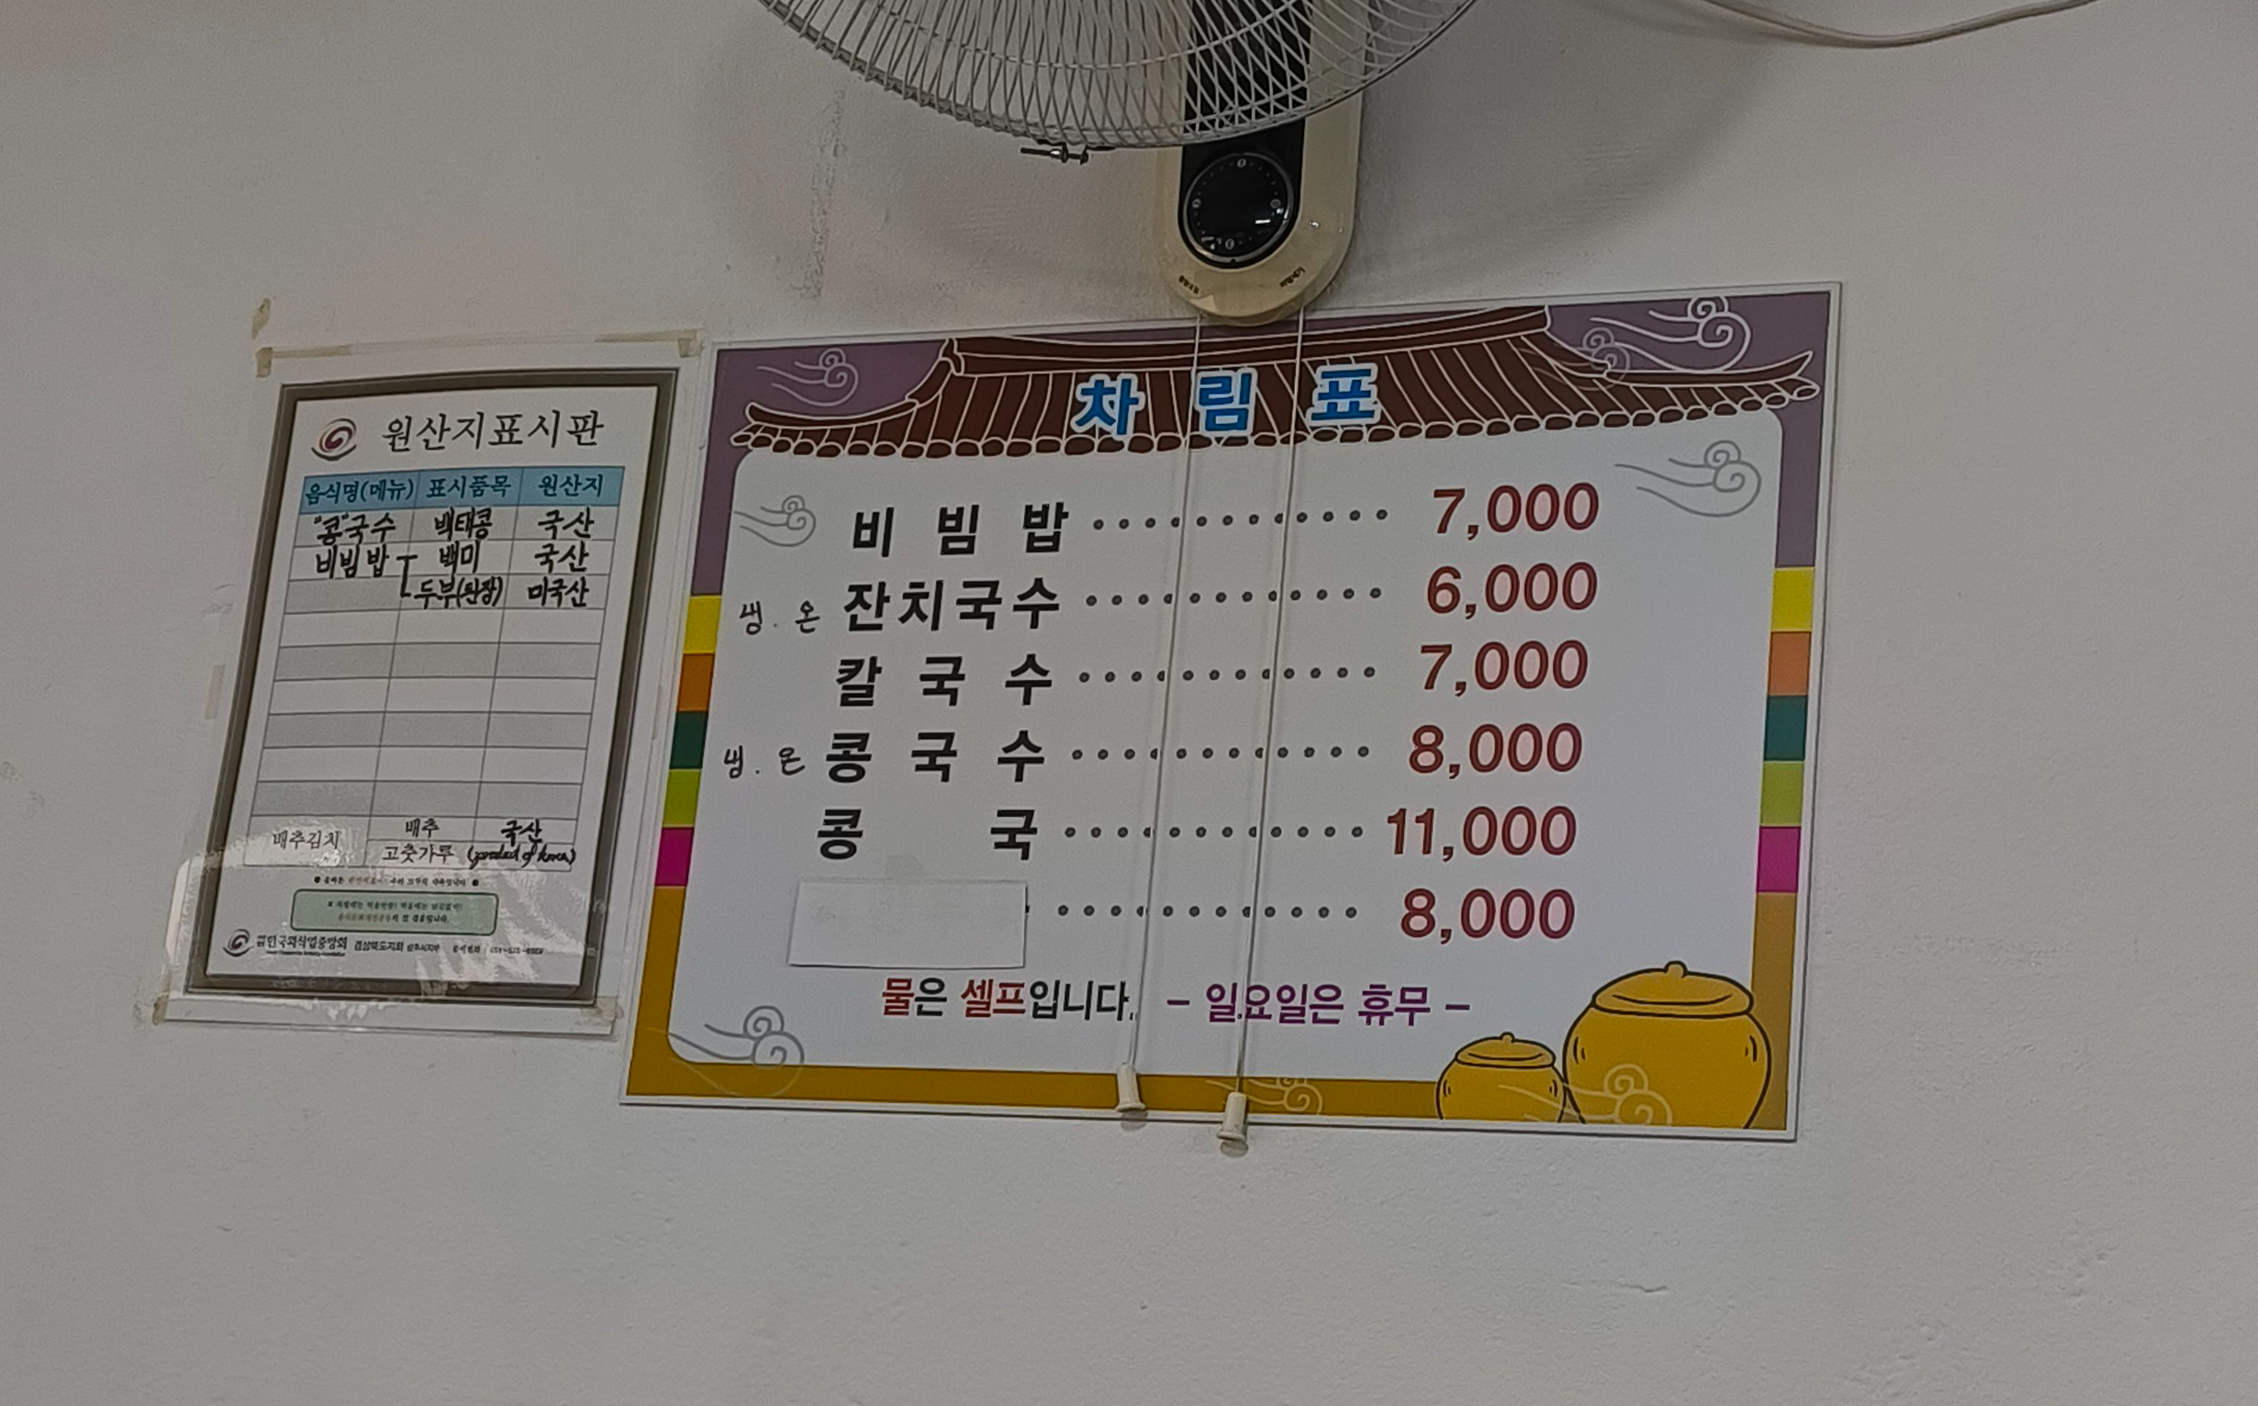 원산지표시판
음식명(메뉴) 표시품목 원산지
"콩"국수 백태콩 국산
비빔밥 백미 국산
두부(된장) 미국산
배추김치 배추 국산
고춧가루 (product of korea)
차림표
비빔밥 ············ 7,000
냉.온 잔치국수 ············ 6,000
칼국수 ············ 7,000
냉.온 콩국수 ············ 8,000
콩국 ············ 11,000
············ 8,000
물은 셀프입니다. - 일요일은 휴무 -